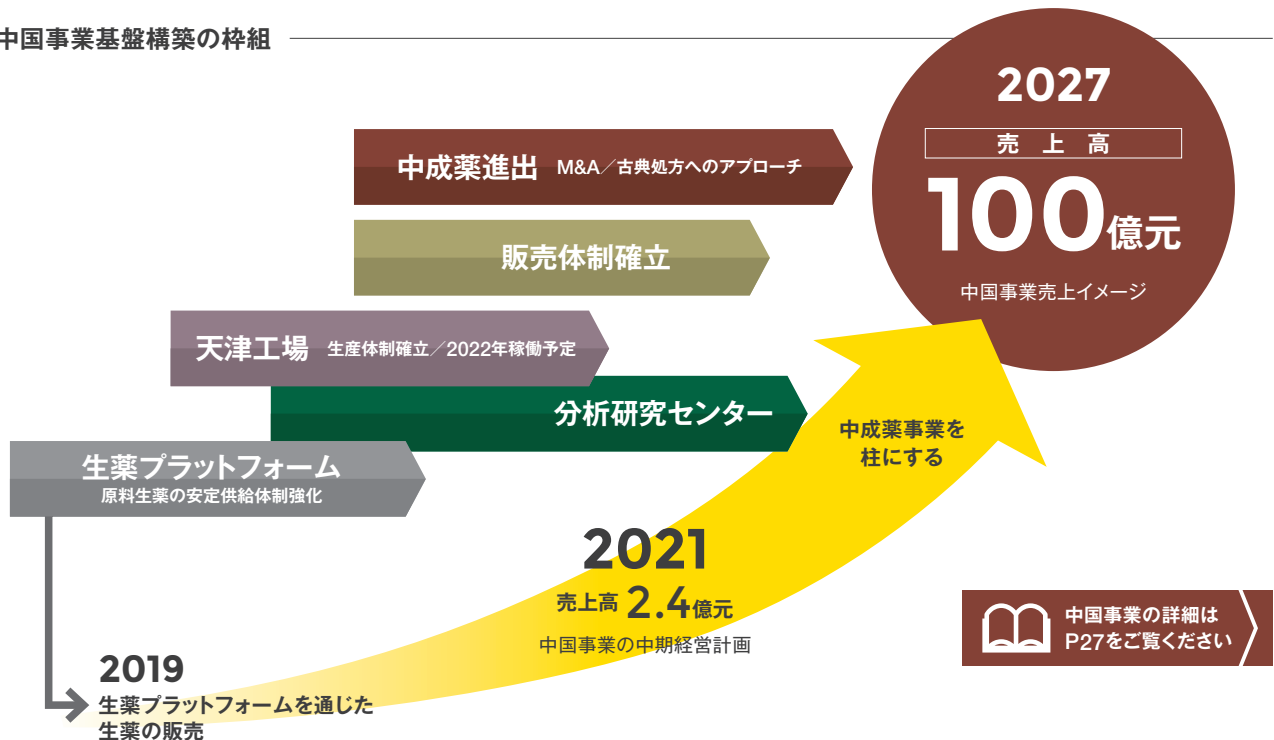 中国事業基盤構築の枠組
2027
売上高
100億元
中国事業売上イメージ
中成薬進出 M&A/古典処方へのアプローチ
販売体制確立
天津工場 生産体制確立/2022年稼働予定
分析研究センター
生薬プラットフォーム
原料生薬の安定供給体制強化
中成薬事業を
柱にする
2021
売上高 2.4億元
中国事業の中期経営計画
2019
生薬プラットフォームを通じた
生薬の販売
中国事業の詳細は
P27をご覧ください